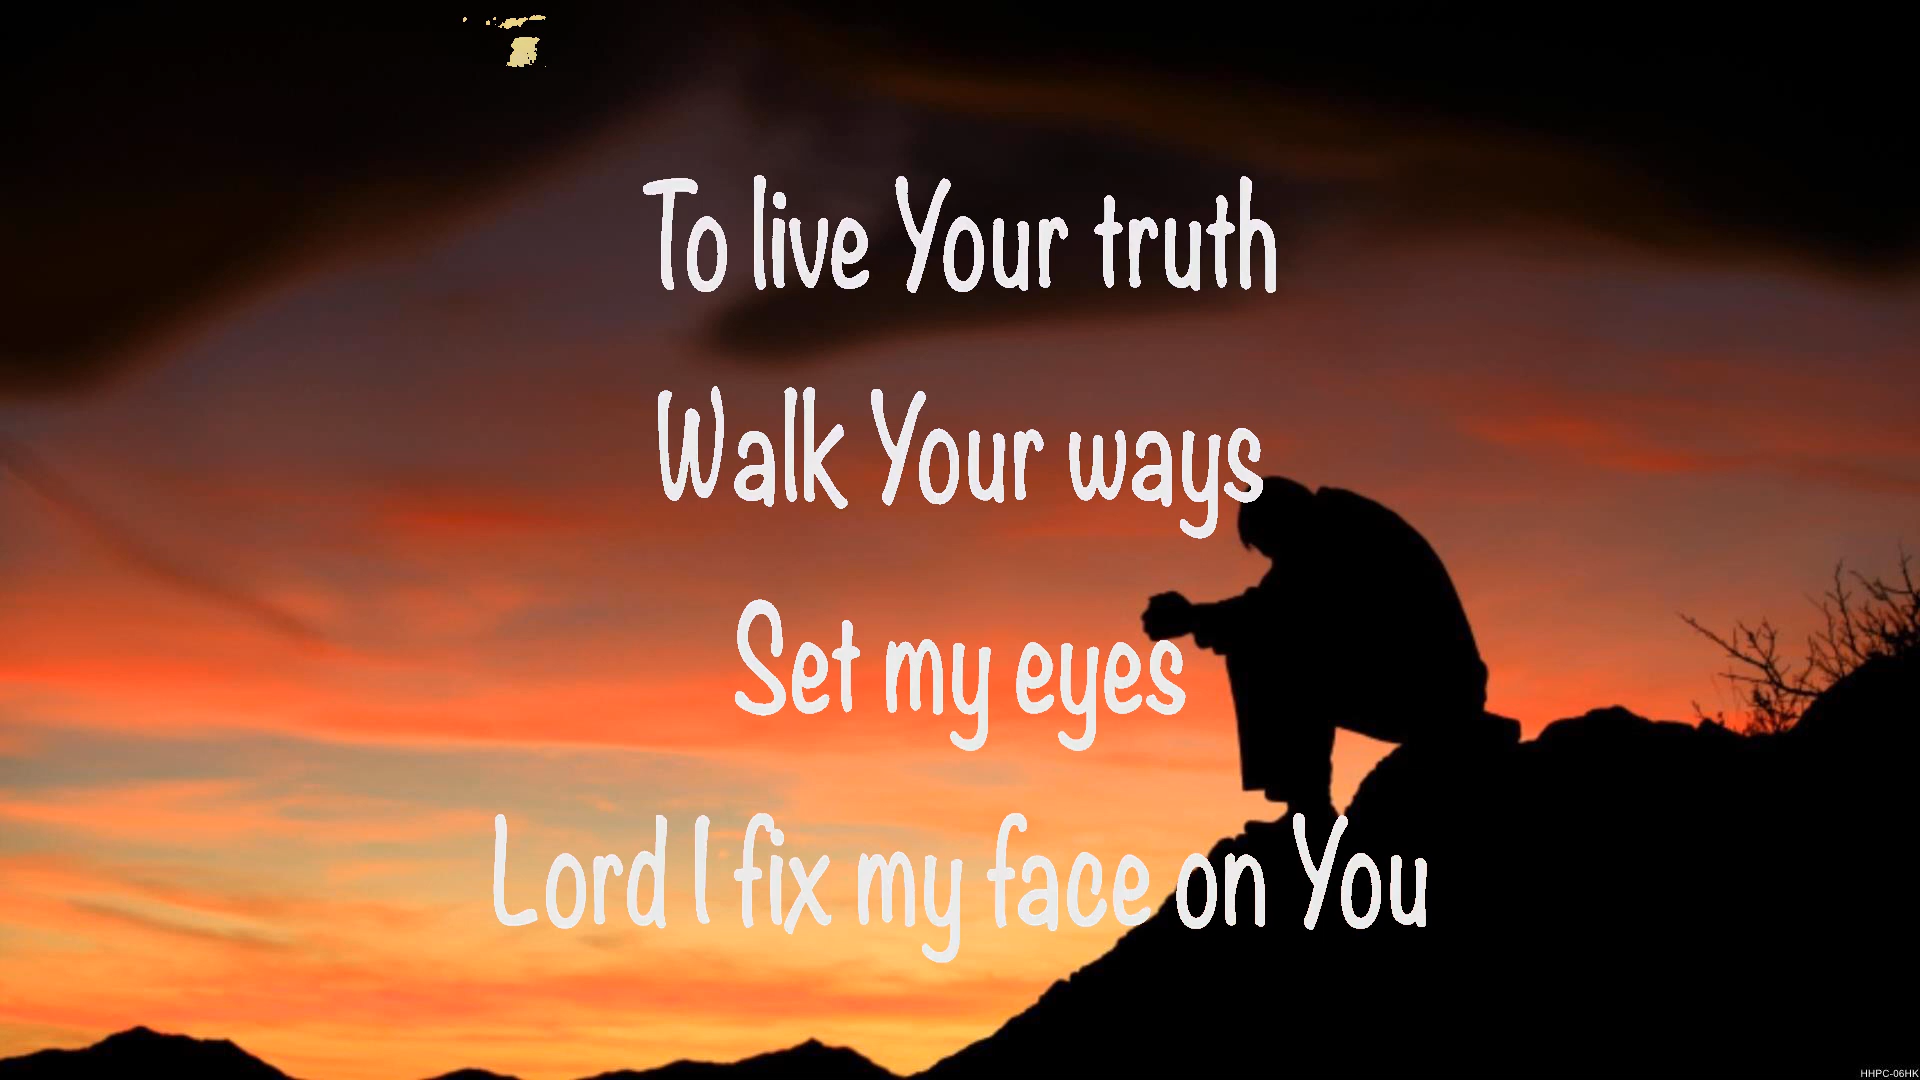 To live Your truth
Walk Your ways
Set my eyes
Lord I fix my face on You
HHPC-06HK